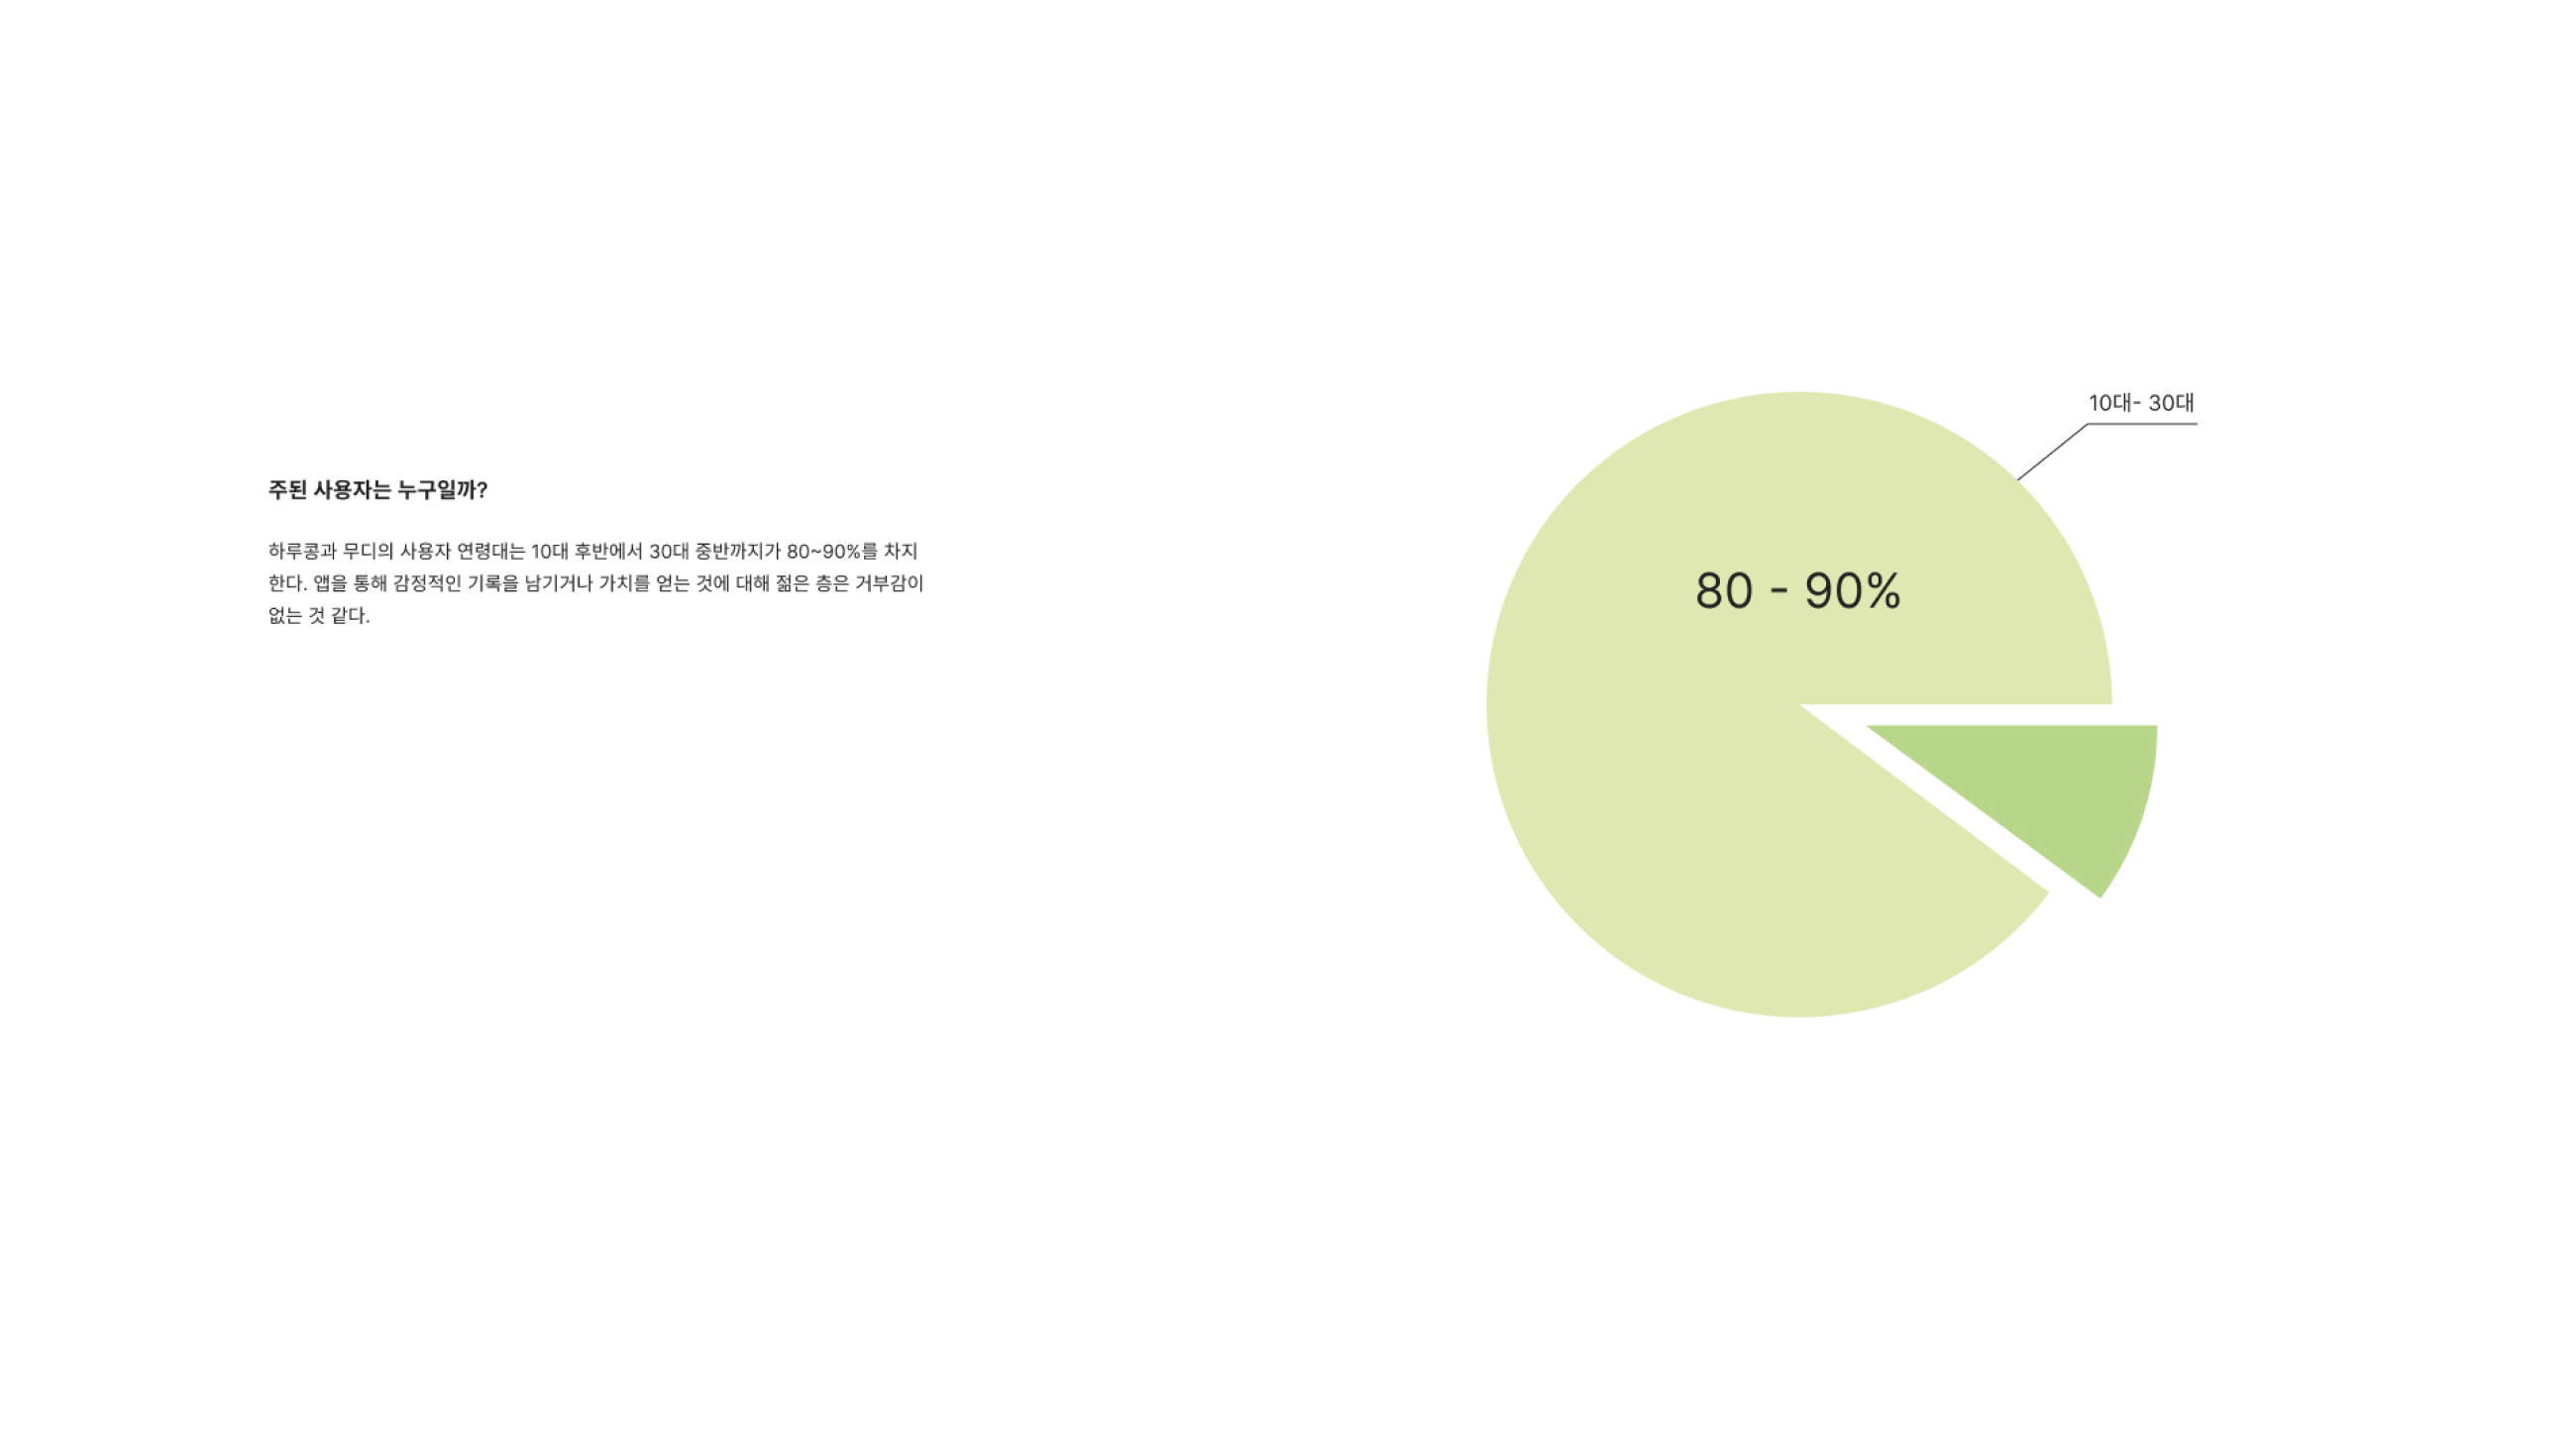 주된 사용자는 누구일까?
하루콩과 무디의 사용자 연령대는 10대 후반에서 30대 중반까지가 80~90%를 차지
한다. 앱을 통해 감정적인 기록을 남기거나 가치를 얻는 것에 대해 젊은 층은 거부감이
없는 것 같다.
10대- 30대
80 - 90%